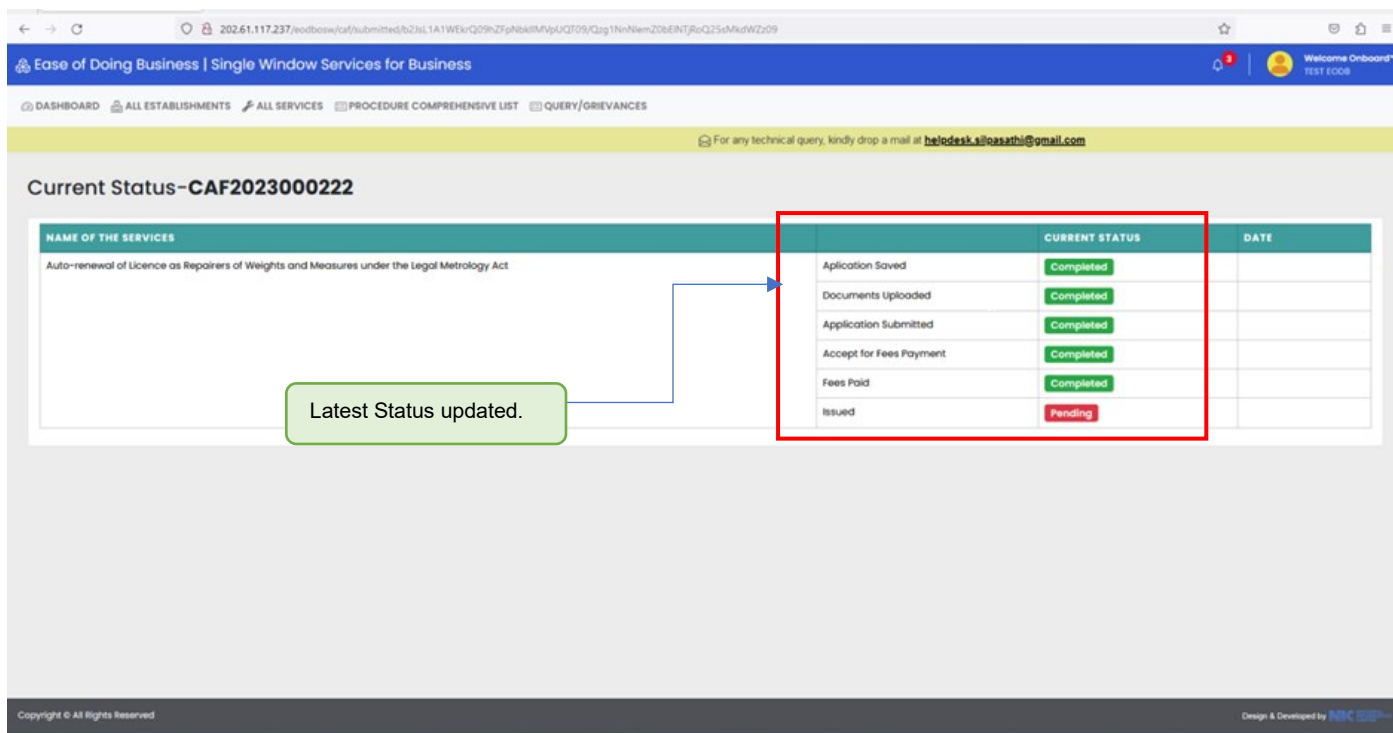 202.61.117.237/eodbosw/caf/submitted/
Ease of Doing Business | Single Window Services for Business
3
Welcome Onboard
TEST EODB
DASHBOARD ALL ESTABLISHMENTS ALL SERVICES PROCEDURE COMPREHENSIVE LIST QUERY/GRIEVANCES
For any technical query, kindly drop a mail at helpdesk.silpasathi@gmail.com
Current Status-CAF2023000222
NAME OF THE SERVICES CURRENT STATUS DATE
Auto-renewal of Licence as Repairers of Weights and Measures under the Legal Metrology Act Aplication Saved Completed
Documents Uploaded Completed
Application Submitted Completed
Accept for Fees Payment Completed
Fees Paid Completed
Latest Status updated.
Issued Pending
Copyright © All Rights Reserved Design & Developed by NIC